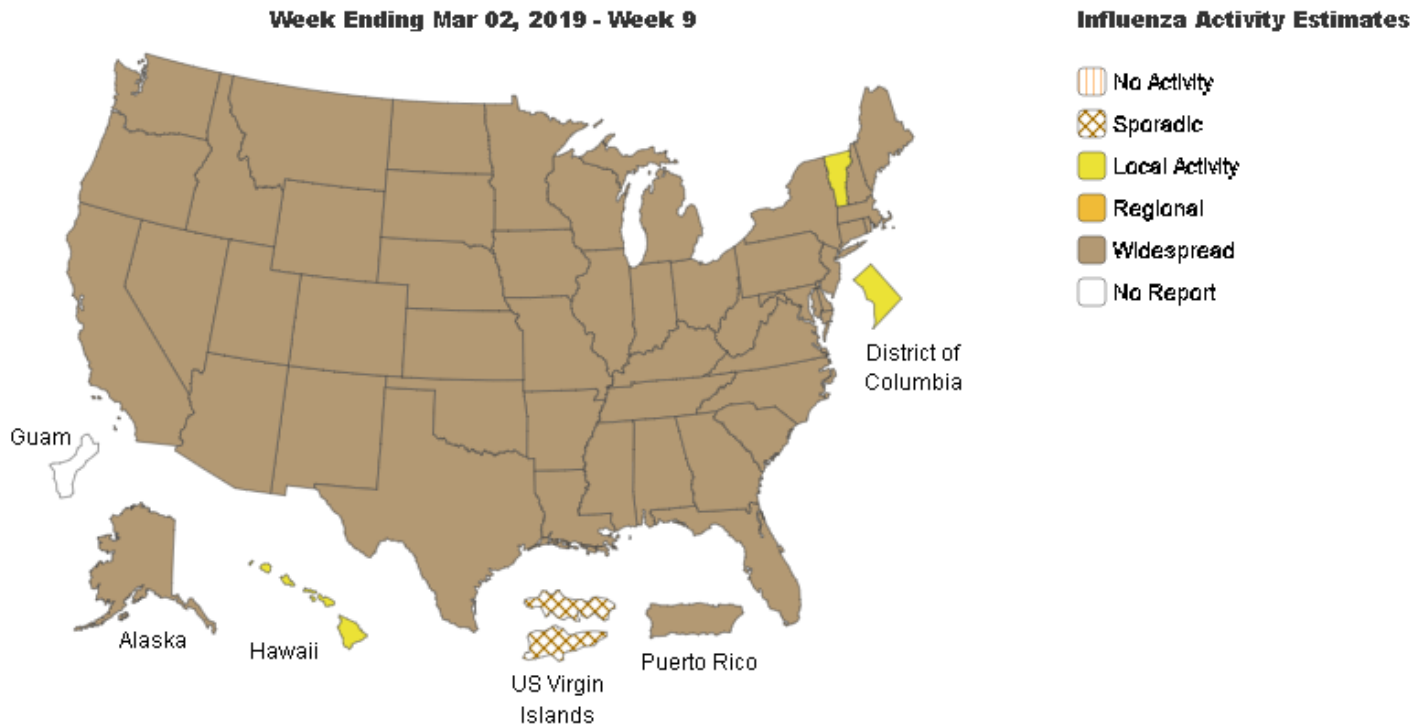 Week Ending Mar 02, 2019 - Week 9
Influenza Activity Estimates
No Activity
Sporadic
Local Activity
Regional
Widespread
No Report
District of
Columbia
Guam
Alaska
Hawaii
US Virgin
Islands
Puerto Rico